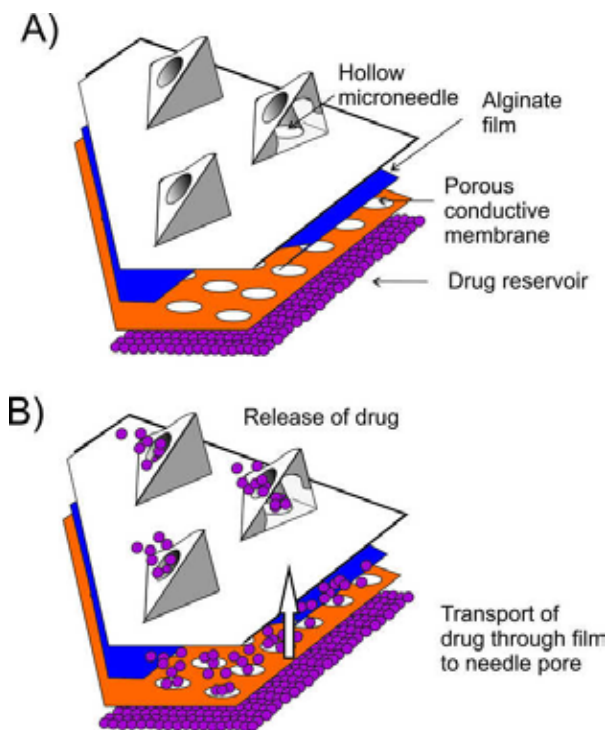 A)
Hollow
microneedle
Alginate
film
Porous
conductive
membrane
Drug reservoir
B)
Release of drug
Transport of
drug through film
to needle pore